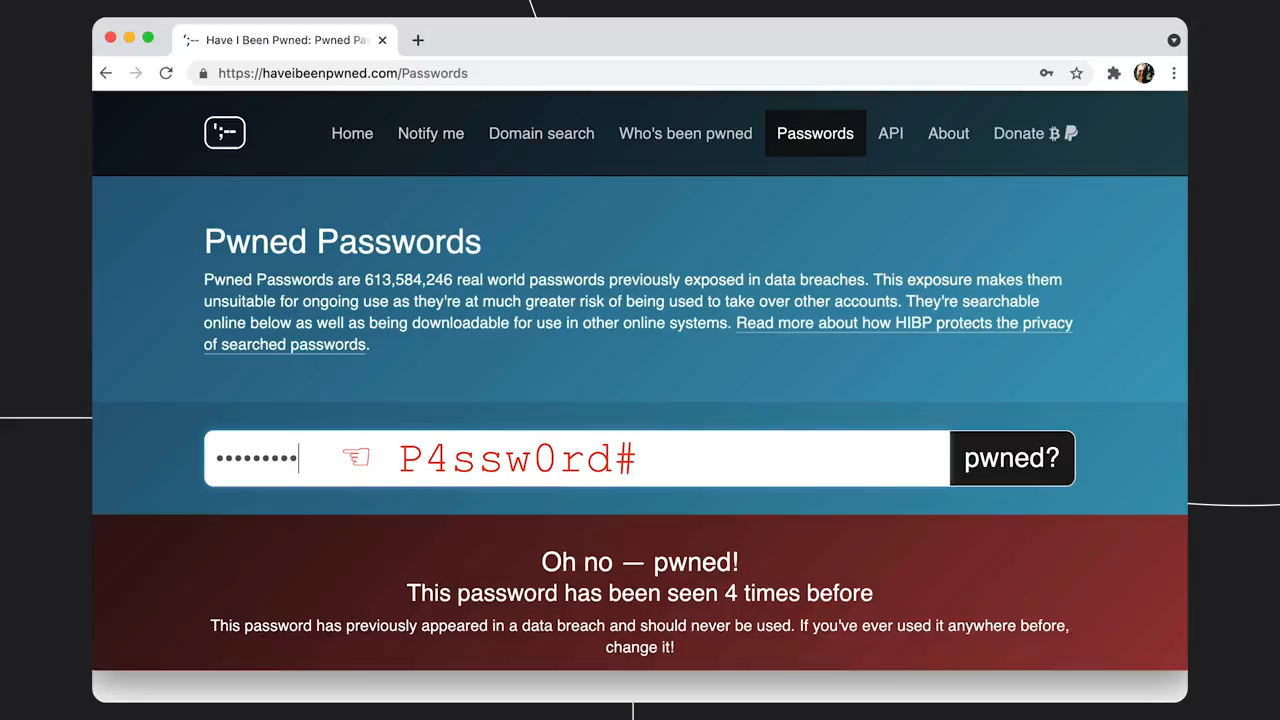 Have I Been Pwned: Pwned Pa
https://haveibeenpwned.com/Passwords
';--
Home Notify me Domain search Who's been pwned Passwords API About Donate
Pwned Passwords
Pwned Passwords are 613,584,246 real world passwords previously exposed in data breaches. This exposure makes them
unsuitable for ongoing use as they're at much greater risk of being used to take over other accounts. They're searchable
online below as well as being downloadable for use in other online systems. Read more about how HIBP protects the privacy
of searched passwords.
•••••••••  ☜ P4ssw0rd# pwned?
Oh no — pwned!
This password has been seen 4 times before
This password has previously appeared in a data breach and should never be used. If you've ever used it anywhere before,
change it!